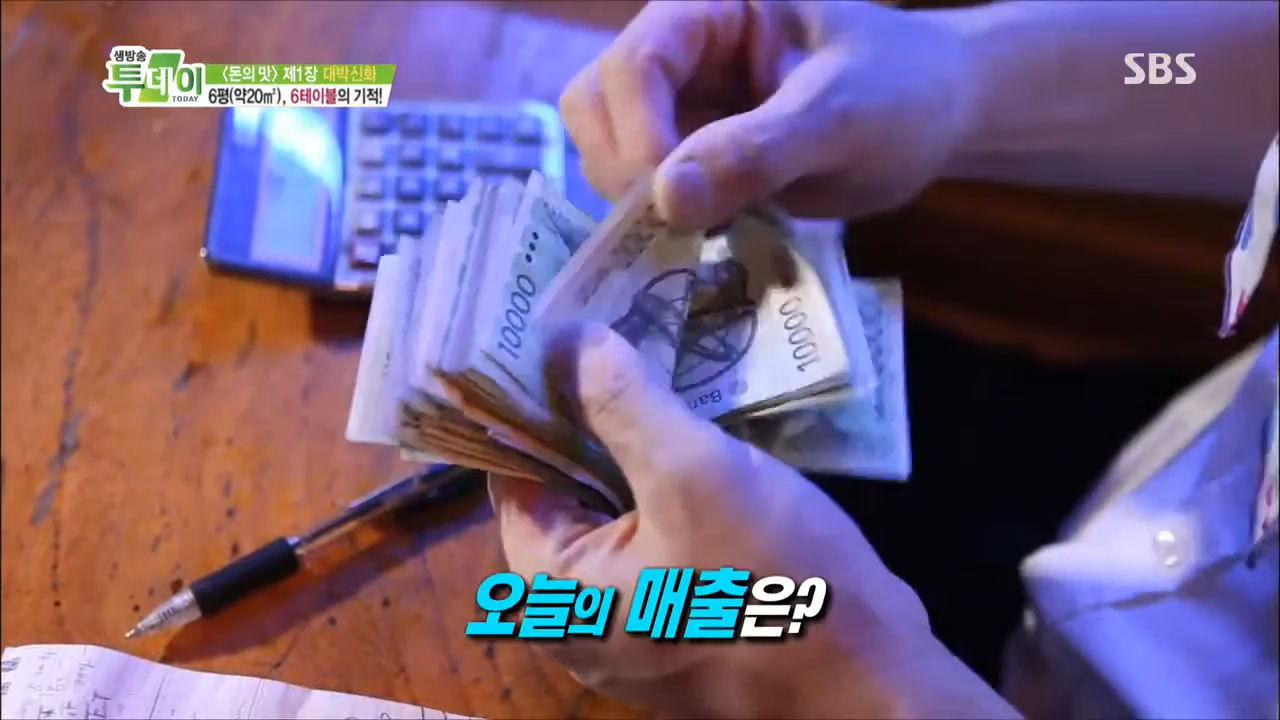 생방송
투데이
TODAY
<돈의 맛> 제1장 대박신화
6평(약20㎡), 6테이블의 기적!
SBS
10000
10000
Ban
오늘의 매출은?